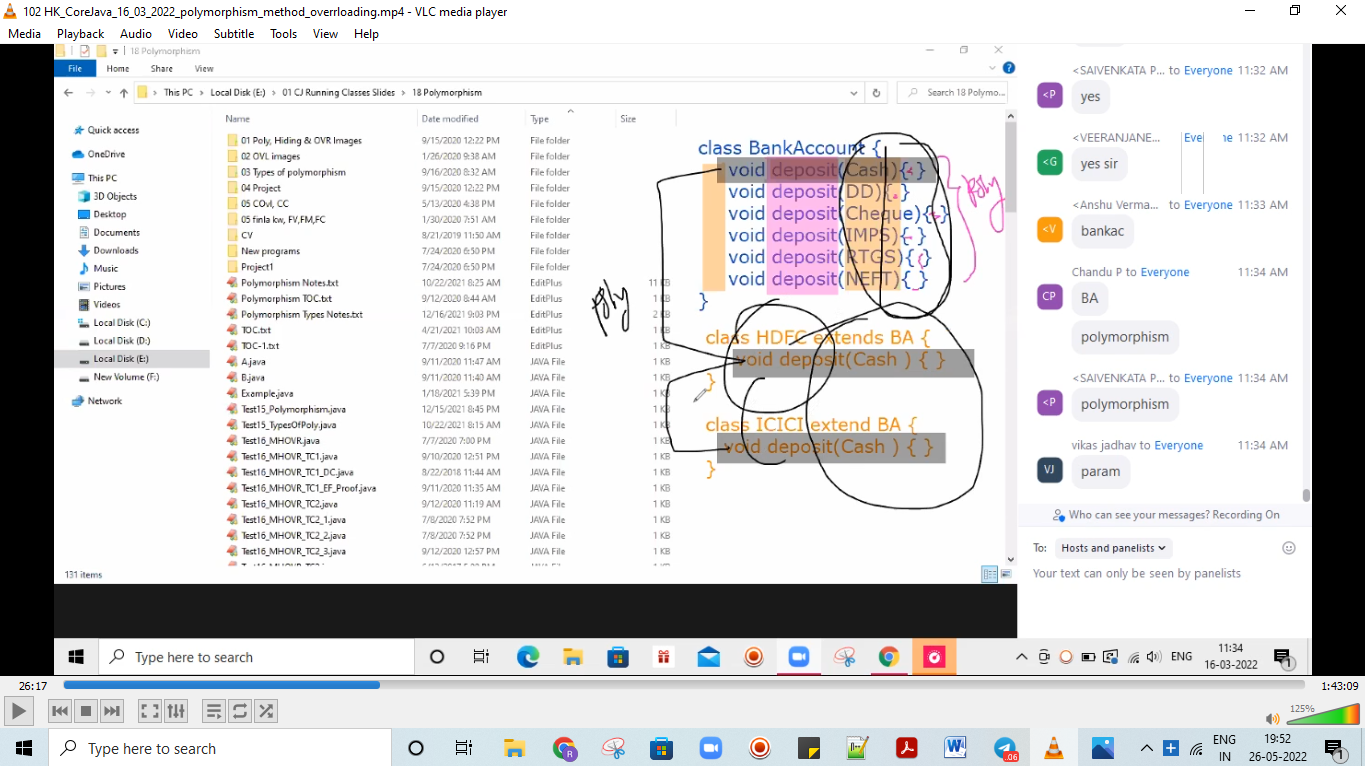 102 HK_CoreJava_16_03_2022_polymorphism_method_overloading.mp4 - VLC media player
Media Playback Audio Video Subtitle Tools View Help
18 Polymorphism
File Home Share View
This PC > Local Disk (E:) > 01 CJ Running Classes Slides > 18 Polymorphism
Search 18 Polymo...
Name Date modified Type Size
Quick access
OneDrive
This PC
3D Objects
Desktop
Documents
Downloads
Music
Pictures
Videos
Local Disk (C:)
Local Disk (D:)
Local Disk (E:)
New Volume (F:)
Network
01 Poly, Hiding & OVR Images 9/15/2020 12:22 PM File folder
02 OVL images 1/26/2020 9:38 AM File folder
03 Types of polymorphism 9/16/2020 8:32 AM File folder
04 Project 9/15/2020 12:22 PM File folder
05 COvl, CC 5/13/2020 4:38 PM File folder
05 finla kw, FV,FM,FC 1/30/2020 7:51 AM File folder
CV 8/21/2019 11:50 AM File folder
New programs 7/24/2020 6:50 PM File folder
Project1 7/24/2020 6:50 PM File folder
Polymorphism Notes.txt 10/22/2021 8:25 AM EditPlus 11 KB
Polymorphism TOC.txt 9/12/2020 8:44 AM EditPlus 1 KB
Polymorphism Types Notes.txt 12/16/2021 9:03 PM EditPlus 2 KB
TOC.txt 4/21/2021 10:03 AM EditPlus 1 KB
TOC-1.txt 7/7/2020 9:16 PM EditPlus 1 KB
A.java 9/11/2020 11:47 AM JAVA File 1 KB
B.java 9/11/2020 11:40 AM JAVA File 1 KB
Example.java 1/18/2021 5:39 PM JAVA File 1 KB
Test15_Polymorphism.java 12/15/2021 8:45 PM JAVA File 1 KB
Test15_TypesOfPoly.java 10/22/2021 8:15 AM JAVA File 1 KB
Test16_MHOVR.java 7/7/2020 7:00 PM JAVA File 1 KB
Test16_MHOVR_TC1.java 9/10/2020 12:51 PM JAVA File 1 KB
Test16_MHOVR_TC1_DC.java 8/22/2018 11:44 AM JAVA File 1 KB
Test16_MHOVR_TC1_EF_Proof.java 9/11/2020 11:35 AM JAVA File 1 KB
Test16_MHOVR_TC2.java 9/12/2020 11:19 AM JAVA File 1 KB
Test16_MHOVR_TC2_1.java 7/8/2020 7:52 PM JAVA File 1 KB
Test16_MHOVR_TC2_2.java 7/8/2020 7:52 PM JAVA File 1 KB
Test16_MHOVR_TC2_3.java 9/12/2020 12:57 PM JAVA File 1 KB
131 items
class BankAccount {
void deposit(Cash){ }
void deposit(DD){ }
void deposit(Cheque){ }
void deposit(IMPS){ }
void deposit(RTGS){ }
void deposit(NEFT){ }
}
poly
poly
class HDFC extends BA {
void deposit(Cash ) { }
}
class ICICI extend BA {
void deposit(Cash ) { }
}
<SAIVENKATA P... to Everyone 11:32 AM
<P
yes
<VEERANJANE... Eve ne 11:32 AM
<G
yes sir
<Anshu Verma... to Everyone 11:33 AM
<V
bankac
Chandu P to Everyone 11:34 AM
CP
BA
polymorphism
<SAIVENKATA P... to Everyone 11:34 AM
<P
polymorphism
vikas jadhav to Everyone 11:34 AM
VJ
param
Who can see your messages? Recording On
To: Hosts and panelists
Your text can only be seen by panelists
Type here to search
ENG
11:34
16-03-2022
1
26:17
1:43:09
125%
Type here to search
R
.06
ENG
IN
19:52
26-05-2022
1